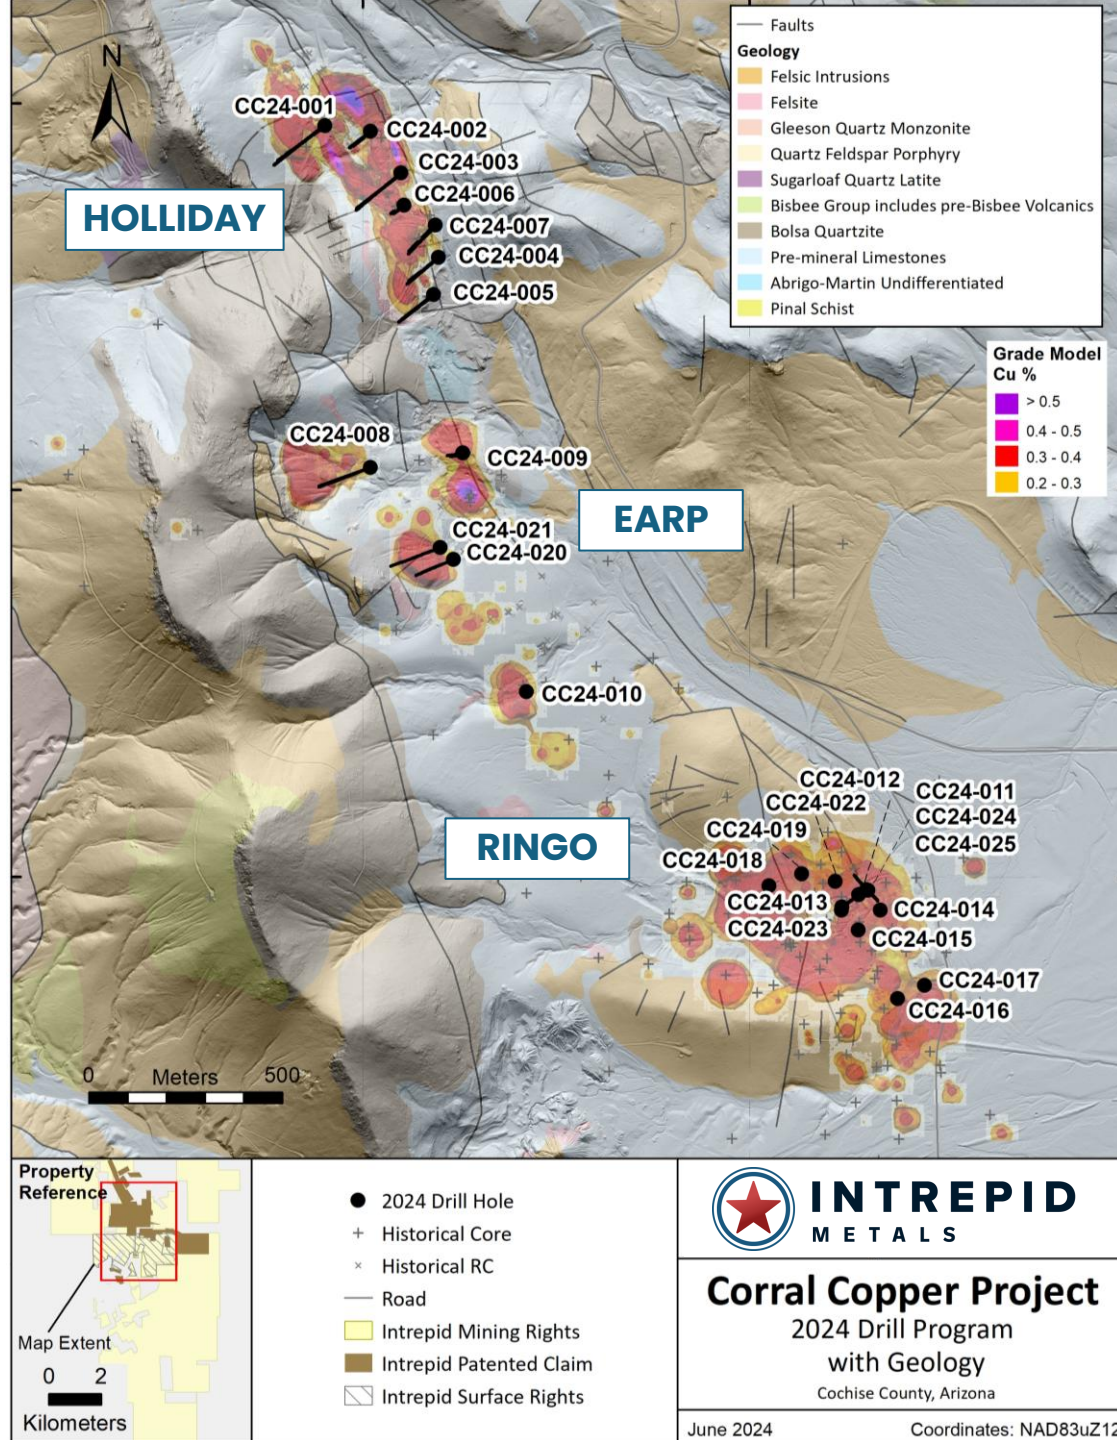 N
CC24-001
CC24-002
CC24-003
CC24-006
CC24-007
CC24-004
CC24-005
HOLLIDAY
Faults
Geology
Felsic Intrusions
Felsite
Gleeson Quartz Monzonite
Quartz Feldspar Porphyry
Sugarloaf Quartz Latite
Bisbee Group includes pre-Bisbee Volcanics
Bolsa Quartzite
Pre-mineral Limestones
Abrigo-Martin Undifferentiated
Pinal Schist
Grade Model
Cu %
> 0.5
0.4 - 0.5
0.3 - 0.4
0.2 - 0.3
CC24-008
CC24-009
EARP
CC24-021
CC24-020
CC24-010
RINGO
CC24-012
CC24-022
CC24-019
CC24-018
CC24-011
CC24-024
CC24-025
CC24-013
CC24-023
CC24-014
CC24-015
CC24-017
CC24-016
0 Meters 500
Property
Reference
Map Extent
0 2
Kilometers
2024 Drill Hole
Historical Core
Historical RC
Road
Intrepid Mining Rights
Intrepid Patented Claim
Intrepid Surface Rights
INTREPID
METALS
Corral Copper Project
2024 Drill Program
with Geology
Cochise County, Arizona
June 2024
Coordinates: NAD83uZ12